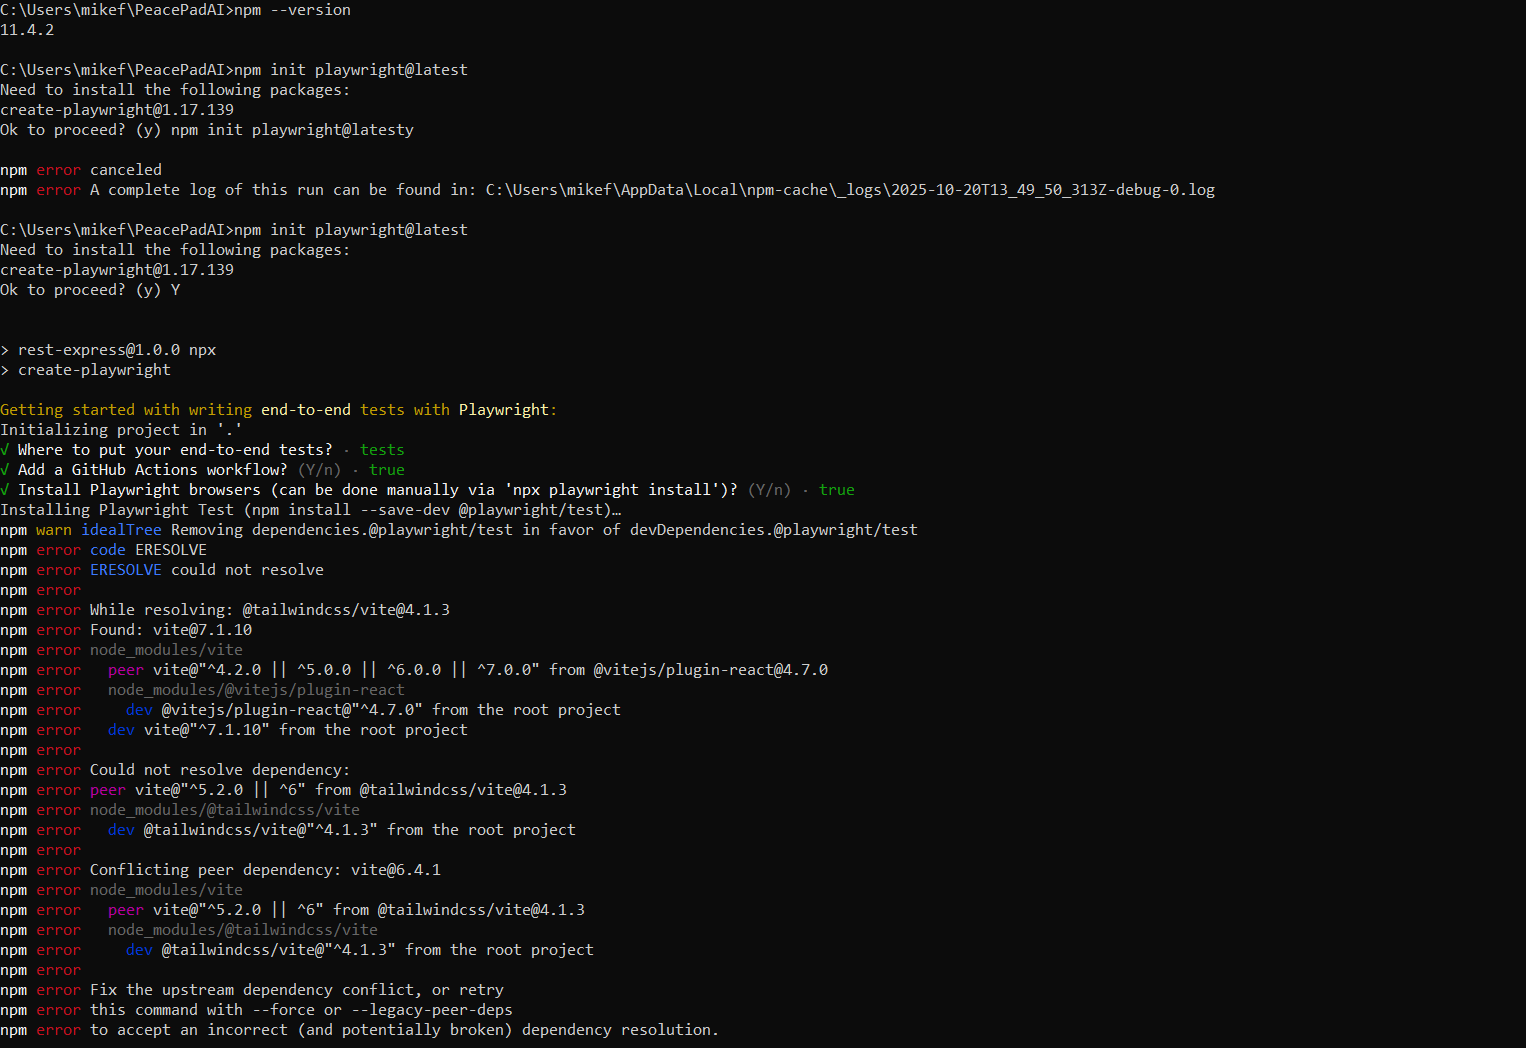 C:\Users\mikef\PeacePadAI>npm --version
11.4.2
C:\Users\mikef\PeacePadAI>npm init playwright@latest
Need to install the following packages:
create-playwright@1.17.139
Ok to proceed? (y) npm init playwright@latesty
npm error canceled
npm error A complete log of this run can be found in: C:\Users\mikef\AppData\Local\npm-cache\_logs\2025-10-20T13_49_50_313Z-debug-0.log
C:\Users\mikef\PeacePadAI>npm init playwright@latest
Need to install the following packages:
create-playwright@1.17.139
Ok to proceed? (y) Y
> rest-express@1.0.0 npx
> create-playwright
Getting started with writing end-to-end tests with Playwright:
Initializing project in '.'
√ Where to put your end-to-end tests? · tests
√ Add a GitHub Actions workflow? (Y/n) · true
√ Install Playwright browsers (can be done manually via 'npx playwright install')? (Y/n) · true
Installing Playwright Test (npm install --save-dev @playwright/test)…
npm warn idealTree Removing dependencies.@playwright/test in favor of devDependencies.@playwright/test
npm error code ERESOLVE
npm error ERESOLVE could not resolve
npm error
npm error While resolving: @tailwindcss/vite@4.1.3
npm error Found: vite@7.1.10
npm error node_modules/vite
npm error   peer vite@"^4.2.0 || ^5.0.0 || ^6.0.0 || ^7.0.0" from @vitejs/plugin-react@4.7.0
npm error   node_modules/@vitejs/plugin-react
npm error     dev @vitejs/plugin-react@"^4.7.0" from the root project
npm error   dev vite@"^7.1.10" from the root project
npm error
npm error Could not resolve dependency:
npm error peer vite@"^5.2.0 || ^6" from @tailwindcss/vite@4.1.3
npm error node_modules/@tailwindcss/vite
npm error   dev @tailwindcss/vite@"^4.1.3" from the root project
npm error
npm error Conflicting peer dependency: vite@6.4.1
npm error node_modules/vite
npm error   peer vite@"^5.2.0 || ^6" from @tailwindcss/vite@4.1.3
npm error   node_modules/@tailwindcss/vite
npm error     dev @tailwindcss/vite@"^4.1.3" from the root project
npm error
npm error Fix the upstream dependency conflict, or retry
npm error this command with --force or --legacy-peer-deps
npm error to accept an incorrect (and potentially broken) dependency resolution.